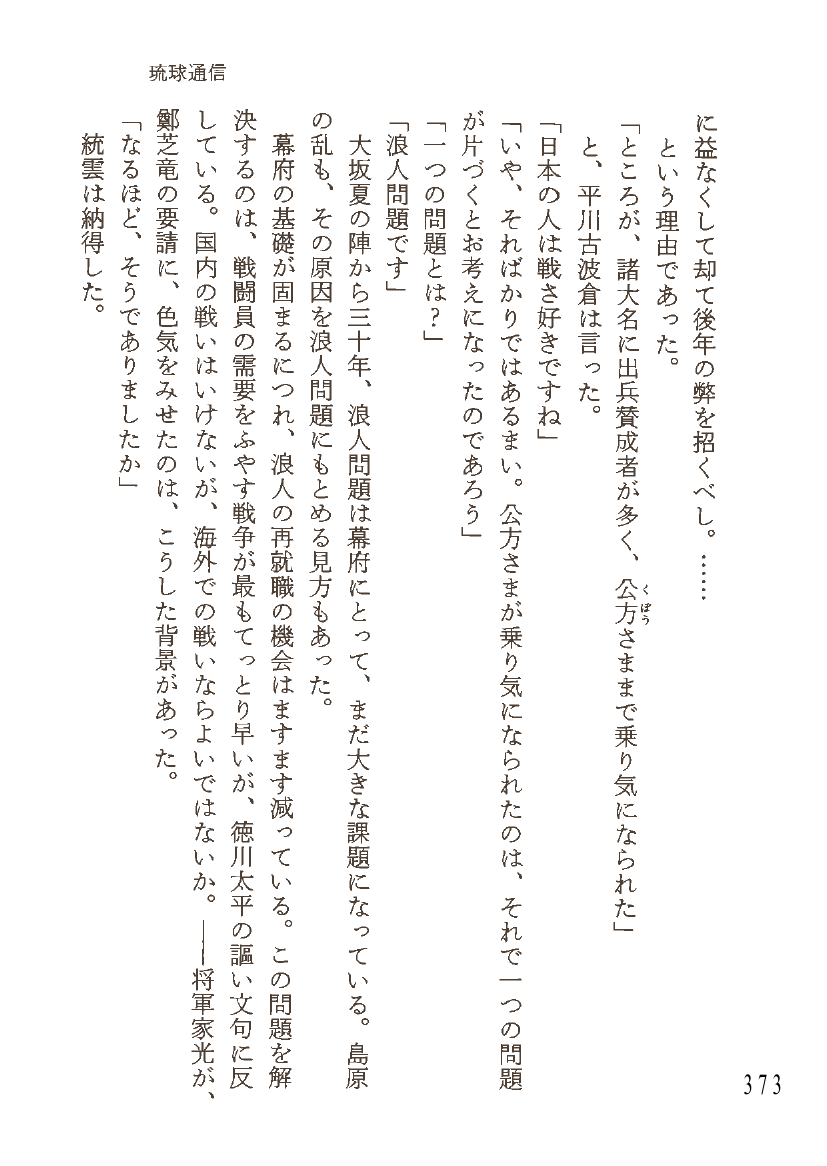 琉球通信
に益なくして却て後年の弊を招くべし。……
という理由であった。
「ところが、諸大名に出兵賛成者が多く、公方さままで乗り気になられた」
くぼう
と、平川古波倉は言った。
「日本の人は戦さ好きですね」
「いや、そればかりではあるまい。公方さまが乗り気になられたのは、それで一つの問題
が片づくとお考えになったのであろう」
「一つの問題とは?」
「浪人問題です」
大坂夏の陣から三十年、浪人問題は幕府にとって、まだ大きな課題になっている。島原
の乱も、その原因を浪人問題にもとめる見方もあった。
幕府の基礎が固まるにつれ、浪人の再就職の機会はますます減っている。この問題を解
決するのは、戦闘員の需要をふやす戦争が最もてっとり早いが、徳川太平の謳い文句に反
している。国内の戦いはいけないが、海外での戦いならよいではないか。――将軍家光が、
鄭芝竜の要請に、色気をみせたのは、こうした背景があった。
「なるほど、そうでありましたか」
統雲は納得した。
373